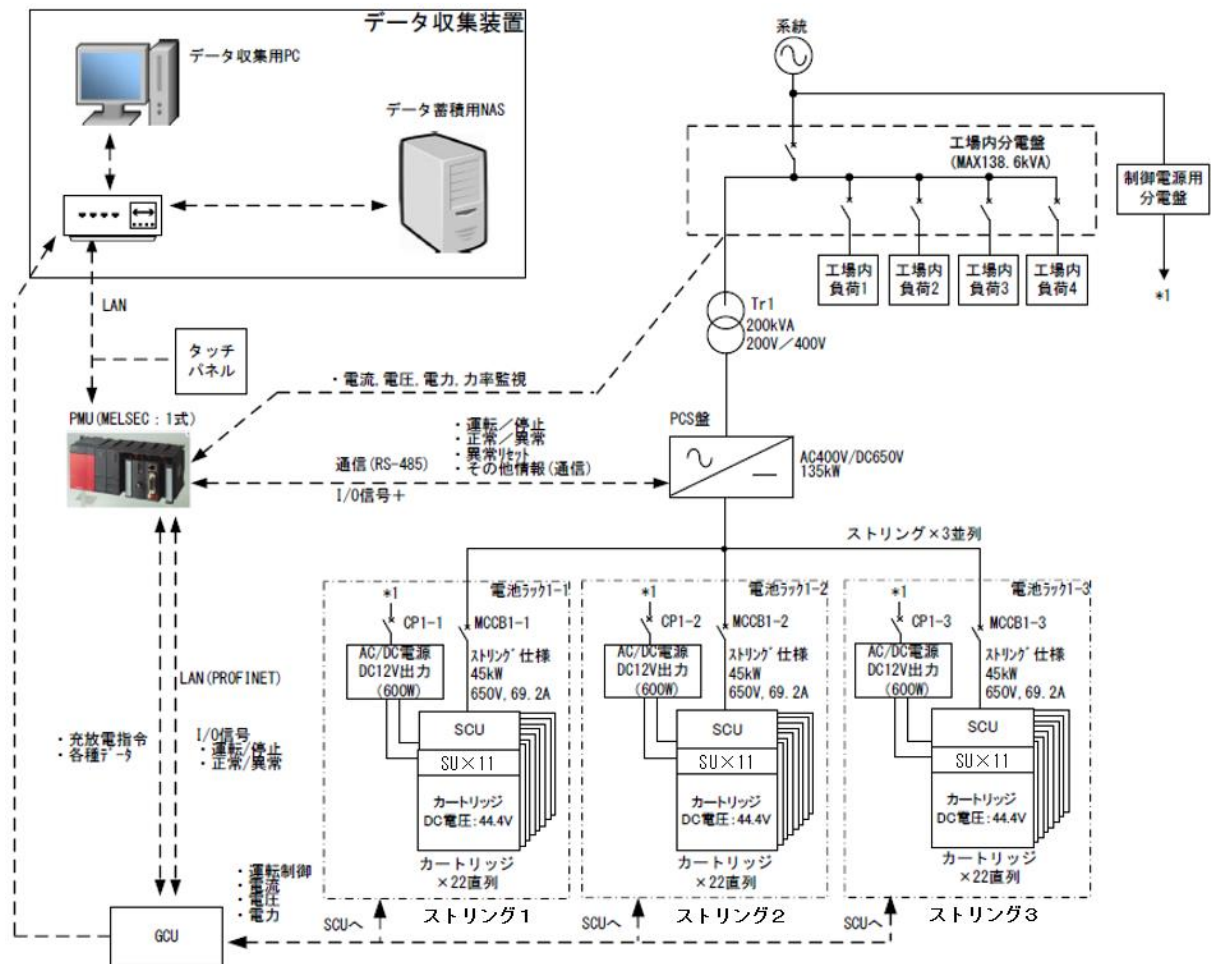 データ収集装置
データ収集用PC
データ蓄積用NAS
LAN
タッチ
パネル
系統
工場内分電盤
(MAX138.6kVA)
制御電源用
分電盤
*1
工場内
負荷1
工場内
負荷2
工場内
負荷3
工場内
負荷4
Tr1
200kVA
200V／400V
・電流,電圧,電力,力率監視
PMU(MELSEC：1式)
・運転／停止
・正常／異常
・異常ﾘｾｯﾄ
・その他情報(通信)
通信(RS-485)
I/O信号＋
PCS盤
AC400V/DC650V
135kW
ストリング×3並列
電池ラック1-1
*1
CP1-1
MCCB1-1
AC/DC電源
DC12V出力
(600W)
ｽﾄﾘﾝｸﾞ仕様
45kW
650V,69.2A
SCU
SU×11
カートリッジ
DC電圧:44.4V
カートリッジ
×22直列
ストリング１
電池ラック1-2
*1
CP1-2
MCCB1-2
AC/DC電源
DC12V出力
(600W)
ｽﾄﾘﾝｸﾞ仕様
45kW
650V,69.2A
SCU
SU×11
カートリッジ
DC電圧:44.4V
カートリッジ
×22直列
ストリング２
電池ラック1-3
*1
CP1-3
MCCB1-3
AC/DC電源
DC12V出力
(600W)
ｽﾄﾘﾝｸﾞ仕様
45kW
650V,69.2A
SCU
SU×11
カートリッジ
DC電圧:44.4V
カートリッジ
×22直列
ストリング３
LAN(PROFINET)
・充放電指令
・各種ﾃﾞｰﾀ
I/O信号
・運転/停止
・正常/異常
・運転制御
・電流
・電圧
・電力
GCU
SCUへ
SCUへ
SCUへ